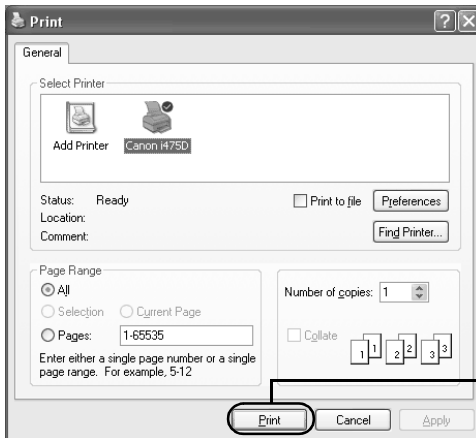 Print
General
Select Printer
Add Printer
Canon i475D
Status: Ready
Location:
Comment:
Print to file
Preferences
Find Printer...
Page Range
All
Selection
Current Page
Pages: 1-65535
Enter either a single page number or a single
page range. For example, 5-12
Number of copies: 1
Collate
1 1 2 2 3 3
Print
Cancel
Apply